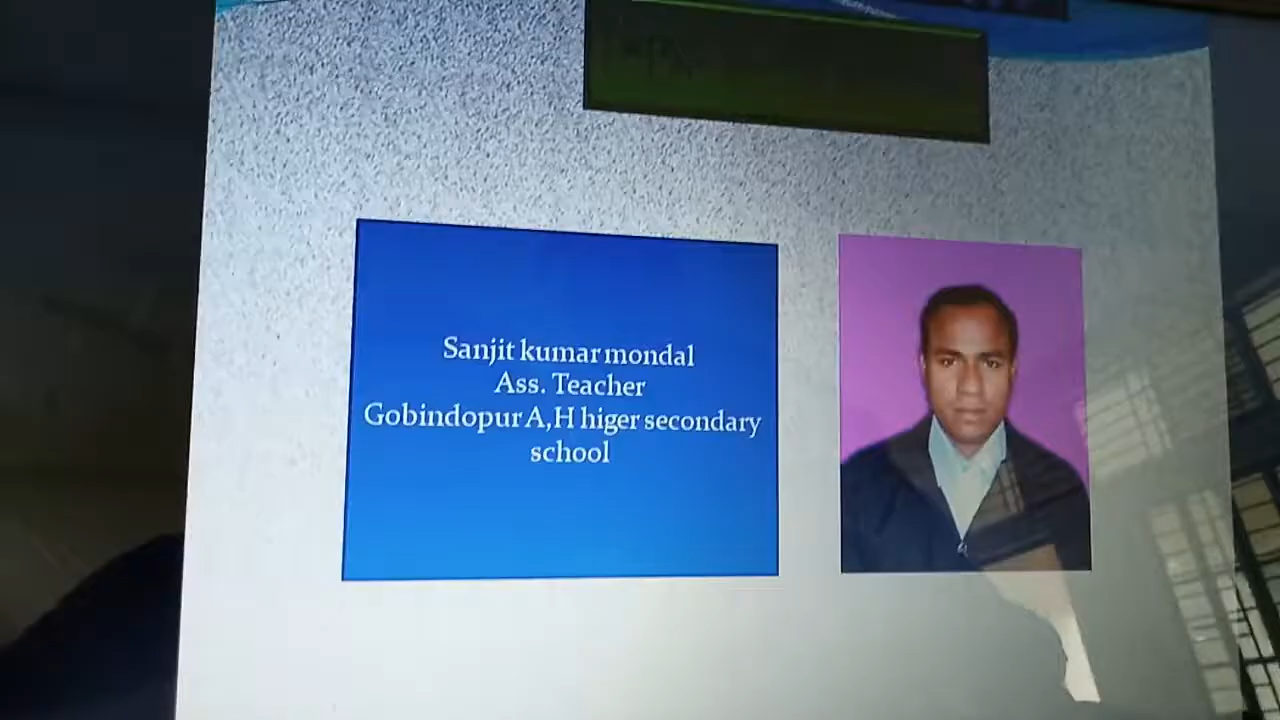 Sanjit kumar mondal
Ass. Teacher
Gobindopur A,H higer secondary
school